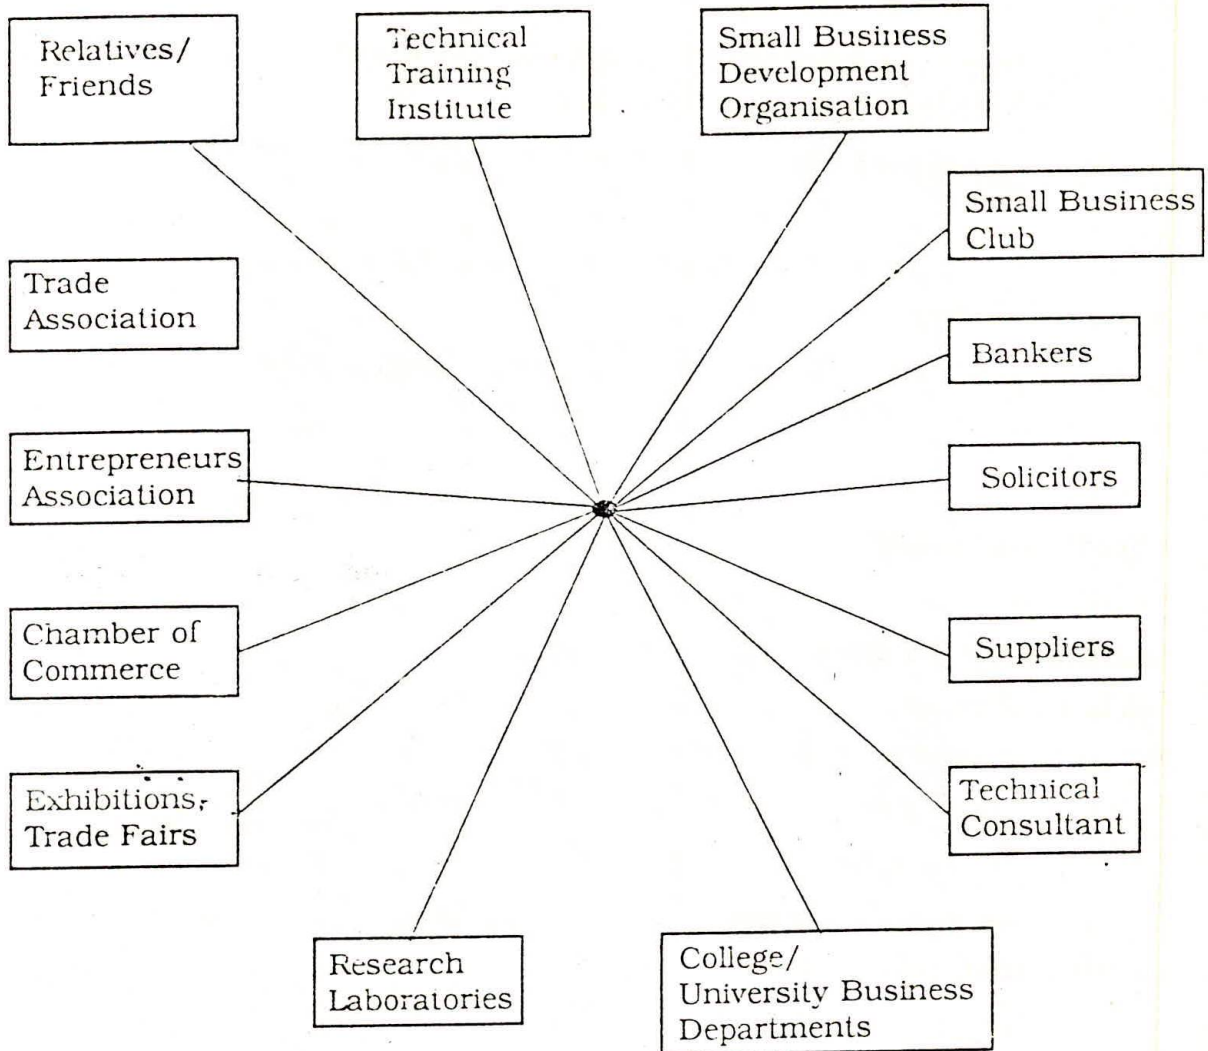 Relatives/
Friends
Technical
Training
Institute
Small Business
Development
Organisation
Small Business
Club
Trade
Association
Bankers
Entrepreneurs
Association
Solicitors
Chamber of
Commerce
Suppliers
Exhibitions,
Trade Fairs
Technical
Consultant
Research
Laboratories
College/
University Business
Departments